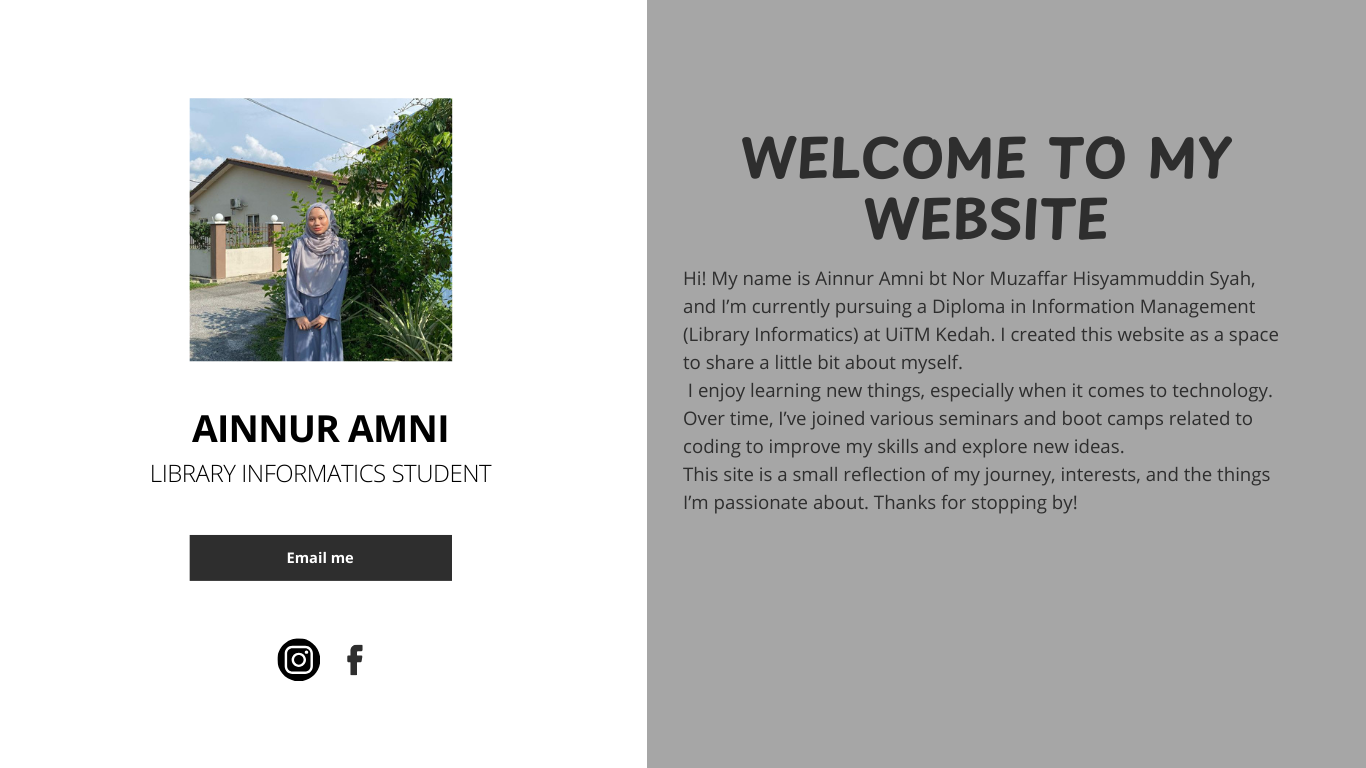 AINNUR AMNI
LIBRARY INFORMATICS STUDENT
Email me
WELCOME TO MY
WEBSITE
Hi! My name is Ainnur Amni bt Nor Muzaffar Hisyammuddin Syah,
and I’m currently pursuing a Diploma in Information Management
(Library Informatics) at UiTM Kedah. I created this website as a space
to share a little bit about myself.
I enjoy learning new things, especially when it comes to technology.
Over time, I’ve joined various seminars and boot camps related to
coding to improve my skills and explore new ideas.
This site is a small reflection of my journey, interests, and the things
I’m passionate about. Thanks for stopping by!